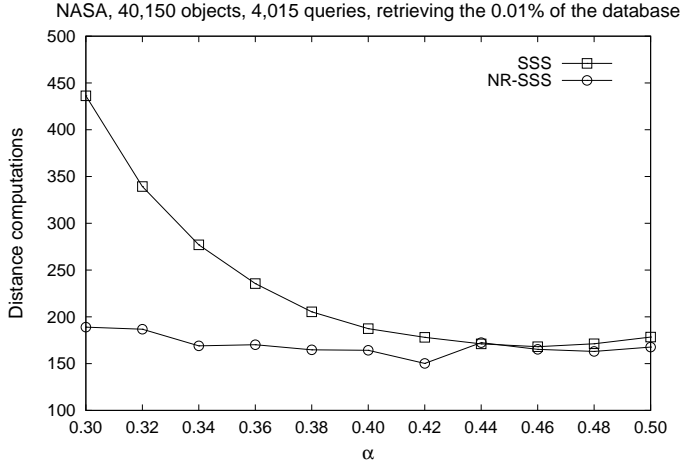 NASA, 40,150 objects, 4,015 queries, retrieving the 0.01% of the database
500
450
400
350
300
250
200
150
100
Distance computations
SSS
NR-SSS
0.30 0.32 0.34 0.36 0.38 0.40 0.42 0.44 0.46 0.48 0.50
α